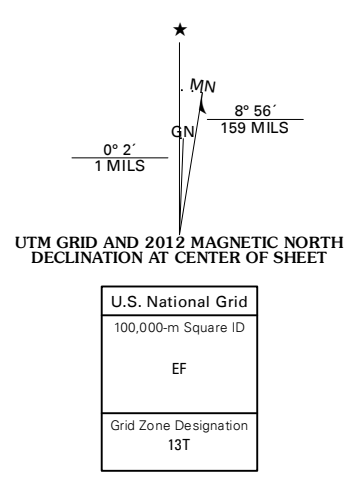 MN
8° 56´
159 MILS
GN
0° 2´
1 MILS
UTM GRID AND 2012 MAGNETIC NORTH
DECLINATION AT CENTER OF SHEET
U.S. National Grid
100,000-m Square ID
EF
Grid Zone Designation
13T